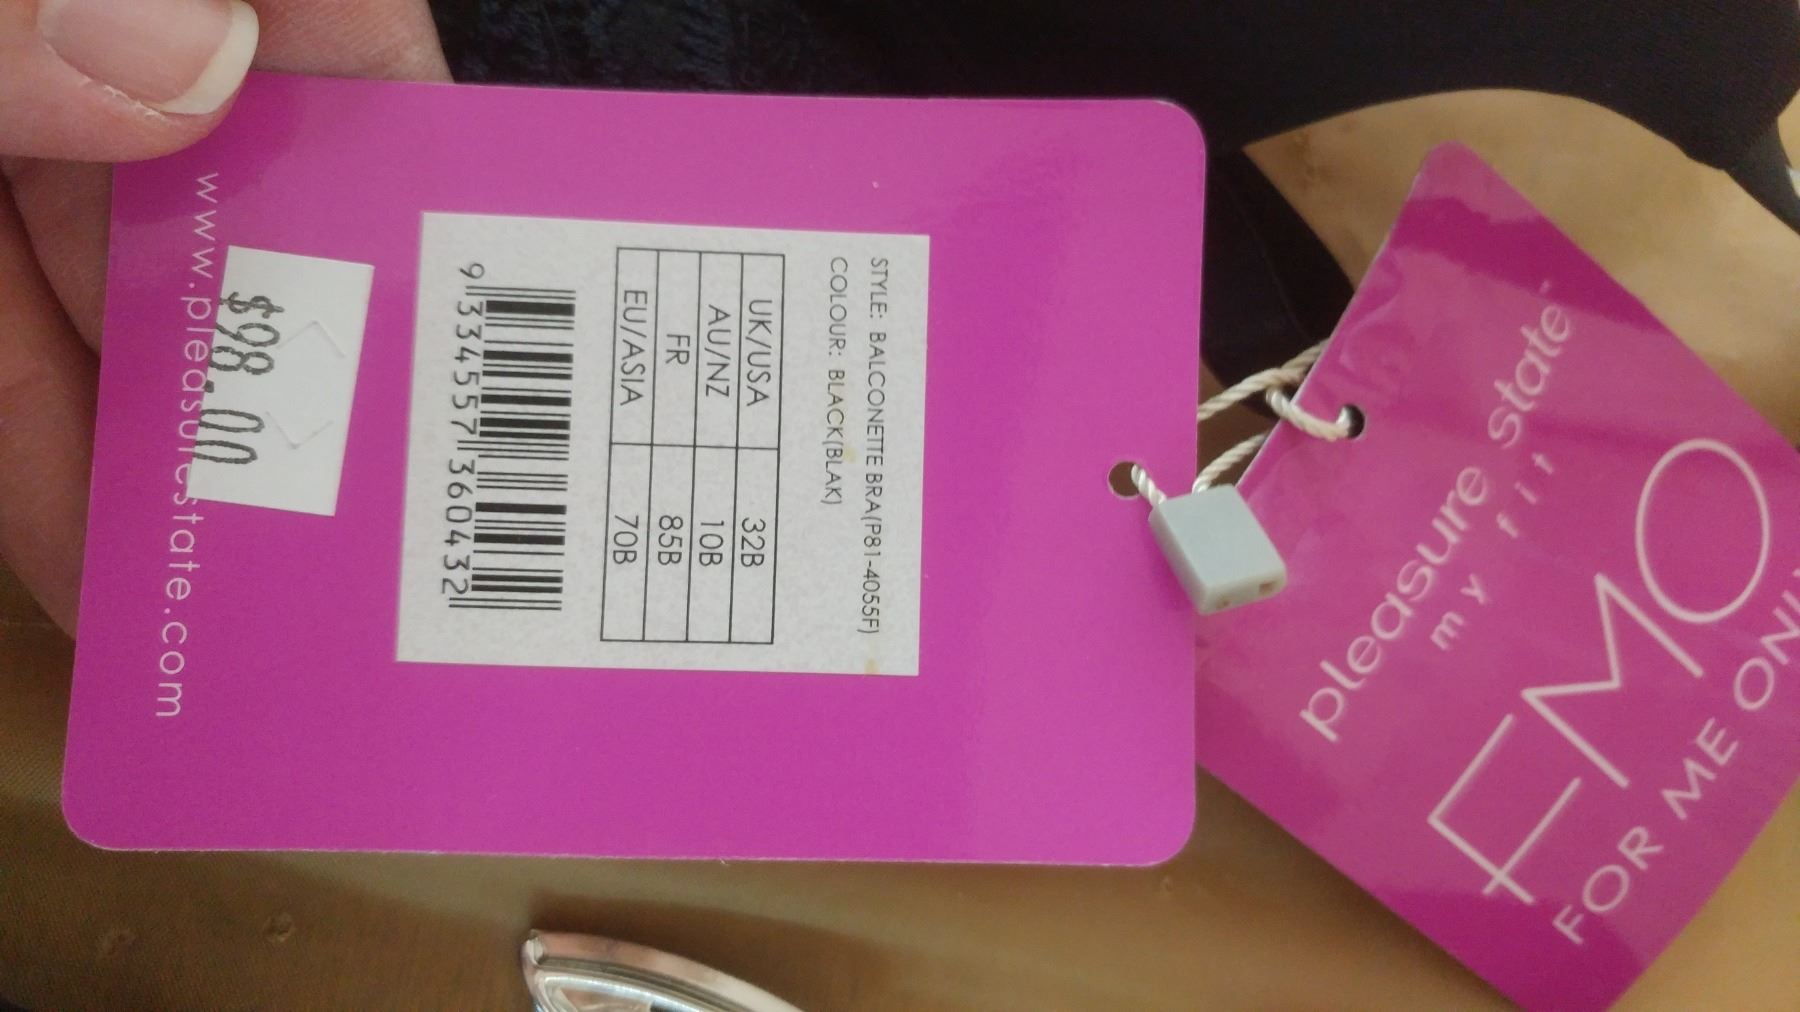 STYLE: BALCONETTE BRA(P81-4055F)
COLOUR: BLACK(BLAK)
UK/USA 32B
AU/NZ 10B
FR 85B
EU/ASIA 70B
9 334557 360432
$98.00
www.pleasurestate.com
pleasure state
my fit
FMO
FOR ME ONLY